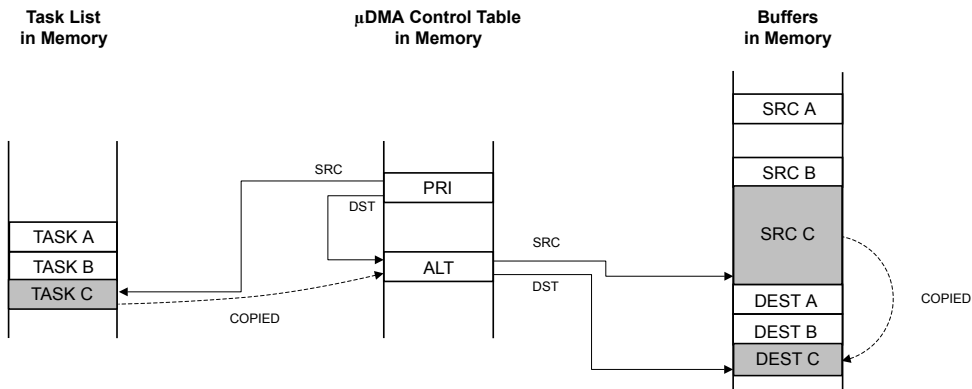 Task List
in Memory
µDMA Control Table
in Memory
Buffers
in Memory
SRC A
SRC B
SRC
PRI
DST
TASK A
TASK B
TASK C
SRC
ALT
DST
SRC C
COPIED
DEST A
DEST B
DEST C
COPIED